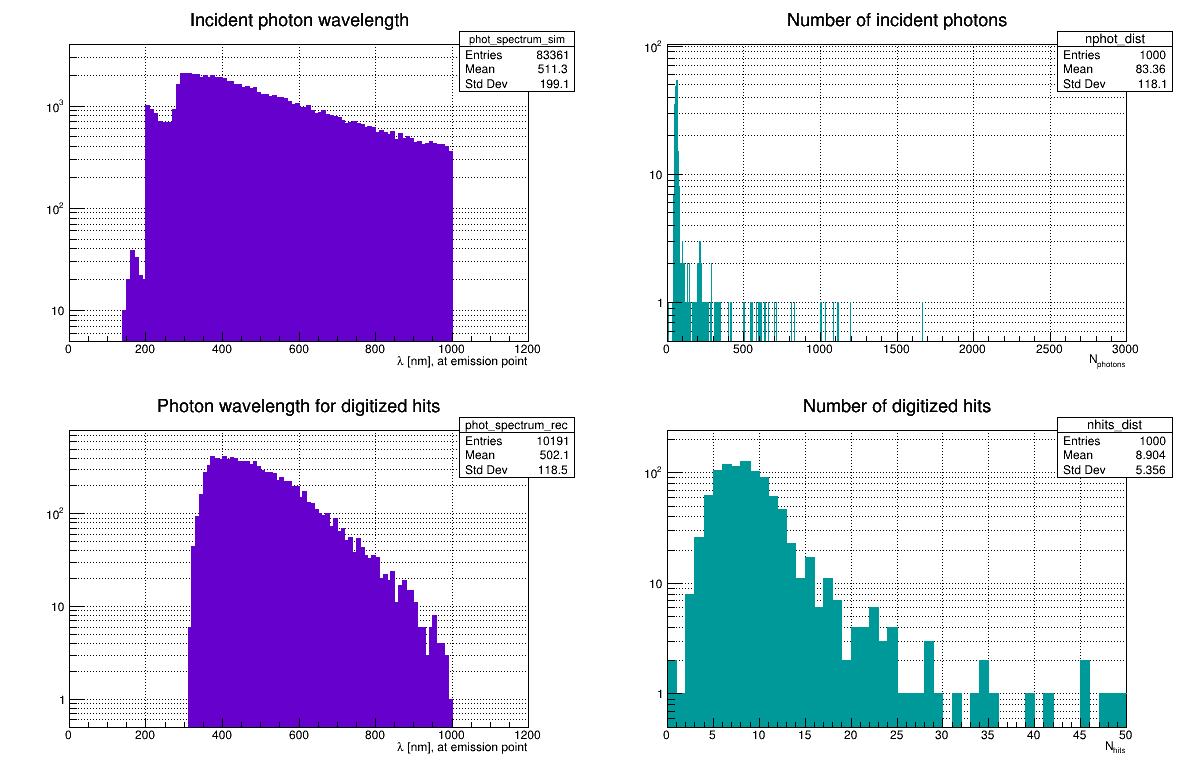 Incident photon wavelength
phot_spectrum_sim
Entries 83361
Mean 511.3
Std Dev 199.1
10³
10²
10
0 200 400 600 800 1000 1200
λ [nm], at emission point
Number of incident photons
nphot_dist
Entries 1000
Mean 83.36
Std Dev 118.1
10²
10
1
0 500 1000 1500 2000 2500 3000
N_photons
Photon wavelength for digitized hits
phot_spectrum_rec
Entries 10191
Mean 502.1
Std Dev 118.5
10²
10
1
0 200 400 600 800 1000 1200
λ [nm], at emission point
Number of digitized hits
nhits_dist
Entries 1000
Mean 8.904
Std Dev 5.356
10²
10
1
0 5 10 15 20 25 30 35 40 45 50
N_hits